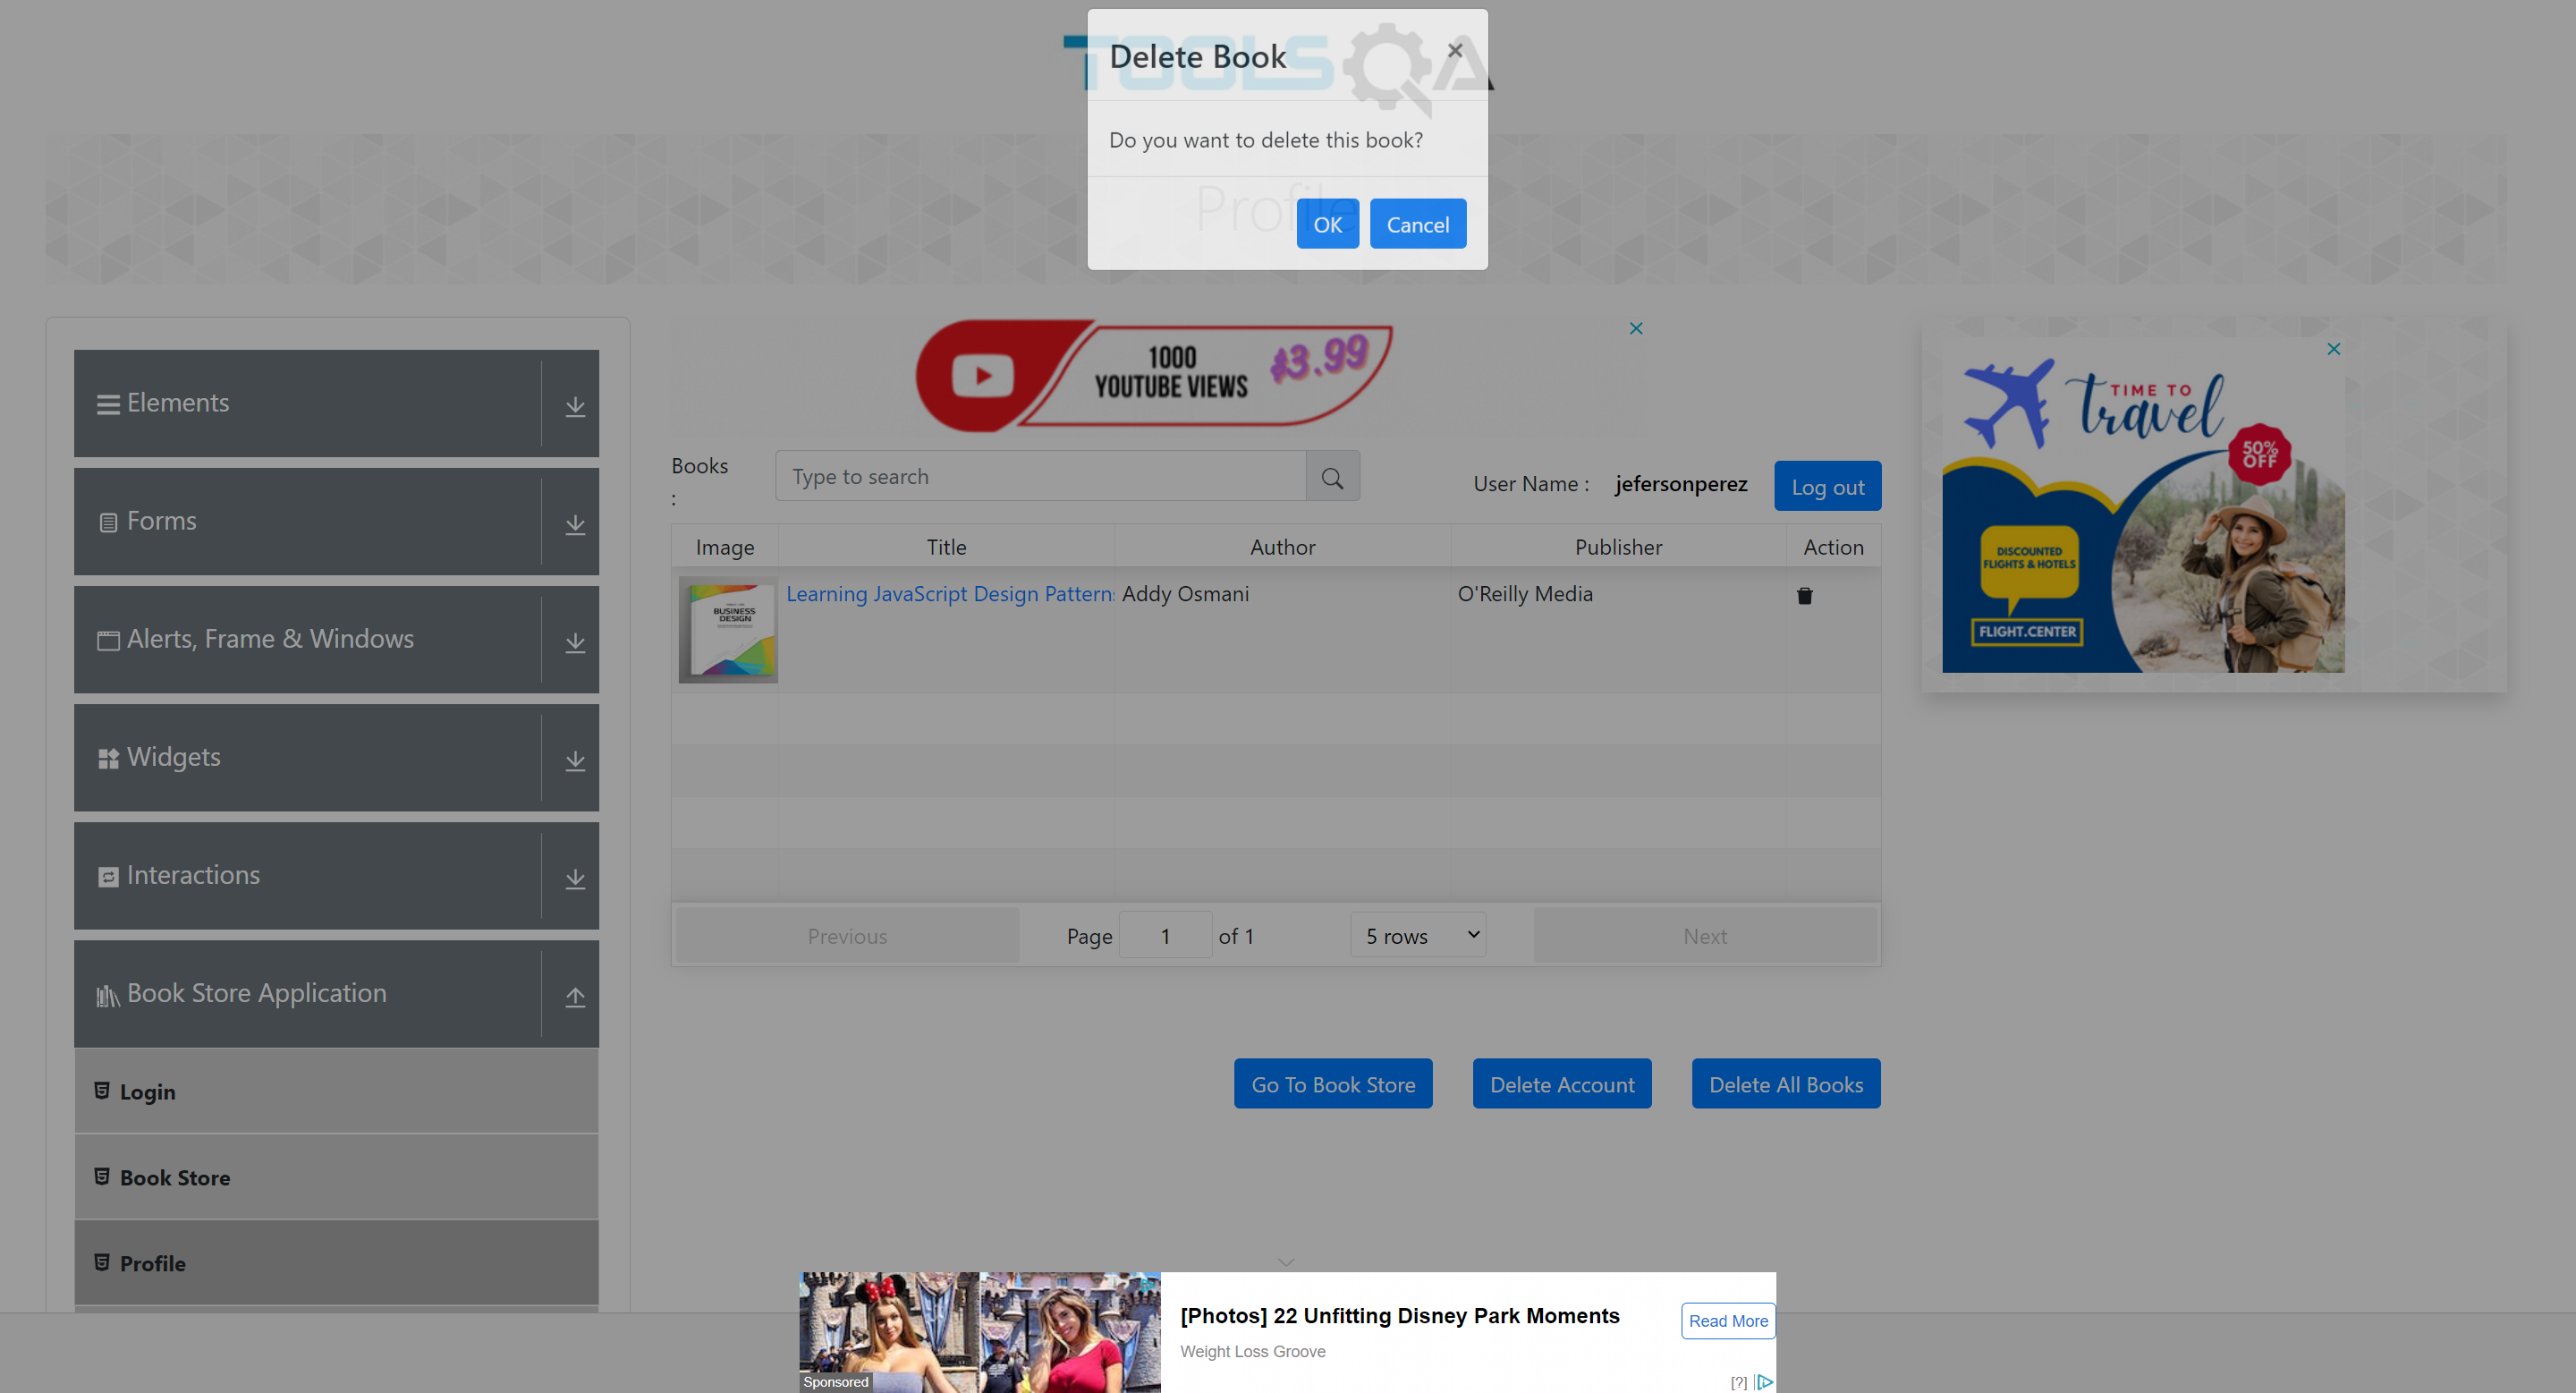 TOOLSQA
Delete Book
×
Do you want to delete this book?
Profile
OK
Cancel
Elements
Forms
Alerts, Frame & Windows
Widgets
Interactions
Book Store Application
Login
Book Store
Profile
1000
YOUTUBE VIEWS
$3.99
Books
:
Type to search
User Name :
jefersonperez
Log out
Image Title Author Publisher Action
BUSINESS
DESIGN
Learning JavaScript Design Pattern Addy Osmani O'Reilly Media
Previous Page 1 of 1 5 rows Next
Go To Book Store
Delete Account
Delete All Books
TIME TO
travel
50%
OFF
DISCOUNTED
FLIGHTS & HOTELS
FLIGHT.CENTER
[Photos] 22 Unfitting Disney Park Moments
Weight Loss Groove
Read More
Sponsored
[?]